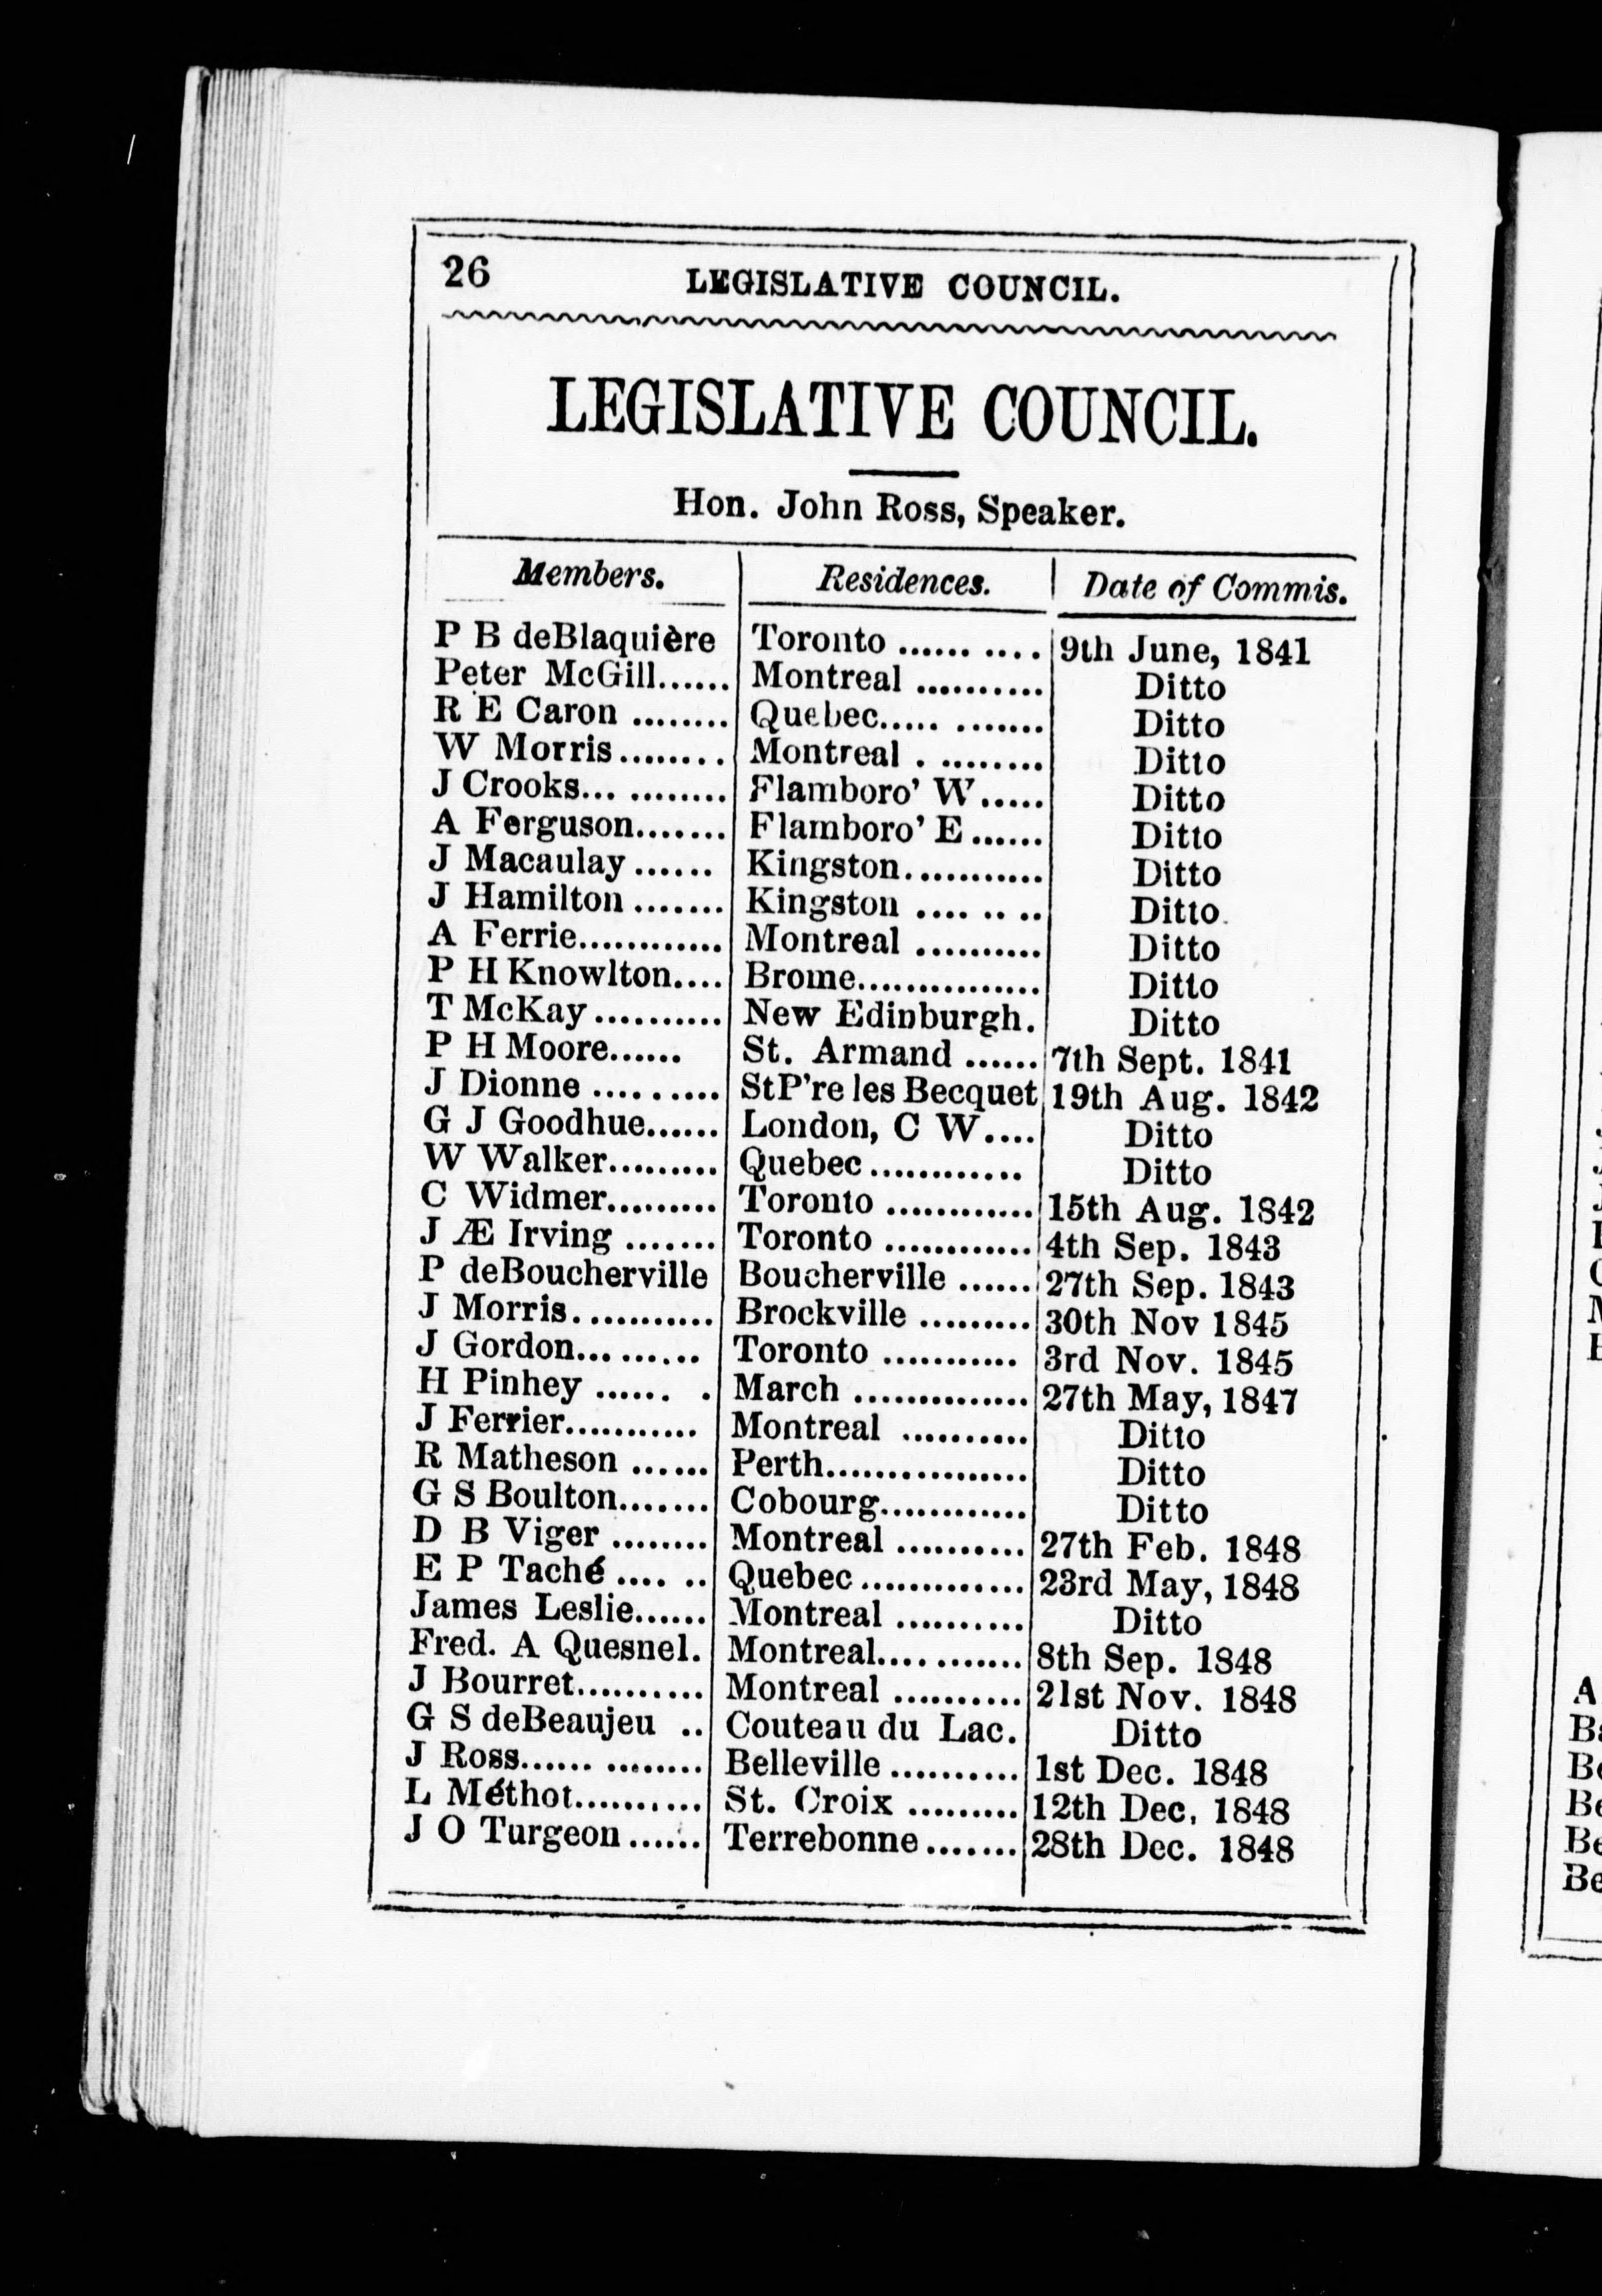 26 LEGISLATIVE COUNCIL.
LEGISLATIVE COUNCIL.
Hon. John Ross, Speaker.
Members. Residences. Date of Commis.
P B deBlaquière Toronto .......... 9th June, 1841
Peter McGill...... Montreal .......... Ditto
R E Caron ........ Quebec............ Ditto
W Morris........ Montreal .......... Ditto
J Crooks............ Flamboro' W..... Ditto
A Ferguson....... Flamboro' E...... Ditto
J Macaulay...... Kingston............ Ditto
J Hamilton....... Kingston ........ Ditto
A Ferrie............ Montreal .......... Ditto
P H Knowlton.... Brome............... Ditto
T McKay.......... New Edinburgh. Ditto
P H Moore...... St. Armand ...... 7th Sept. 1841
J Dionne .......... StP're les Becquet 19th Aug. 1842
G J Goodhue...... London, C W.... Ditto
W Walker......... Quebec............ Ditto
C Widmer......... Toronto ............ 15th Aug. 1842
J Æ Irving ....... Toronto ............ 4th Sep. 1843
P deBoucherville Boucherville ...... 27th Sep. 1843
J Morris............ Brockville ......... 30th Nov 1845
J Gordon......... Toronto ........... 3rd Nov. 1845
H Pinhey ...... . March ............... 27th May, 1847
J Ferrier........... Montreal .......... Ditto
R Matheson ...... Perth................. Ditto
G S Boulton....... Cobourg............ Ditto
D B Viger ........ Montreal .......... 27th Feb. 1848
E P Taché.... .. Quebec............. 23rd May, 1848
James Leslie...... Montreal .......... Ditto
Fred. A Quesnel. Montreal........... 8th Sep. 1848
J Bourret.......... Montreal .......... 21st Nov. 1848
G S deBeaujeu .. Couteau du Lac. Ditto
J Ross.............. Belleville.......... 1st Dec. 1848
L Méthot.......... St. Croix ......... 12th Dec. 1848
J O Turgeon...... Terrebonne....... 28th Dec. 1848
A
Be
Be
Be